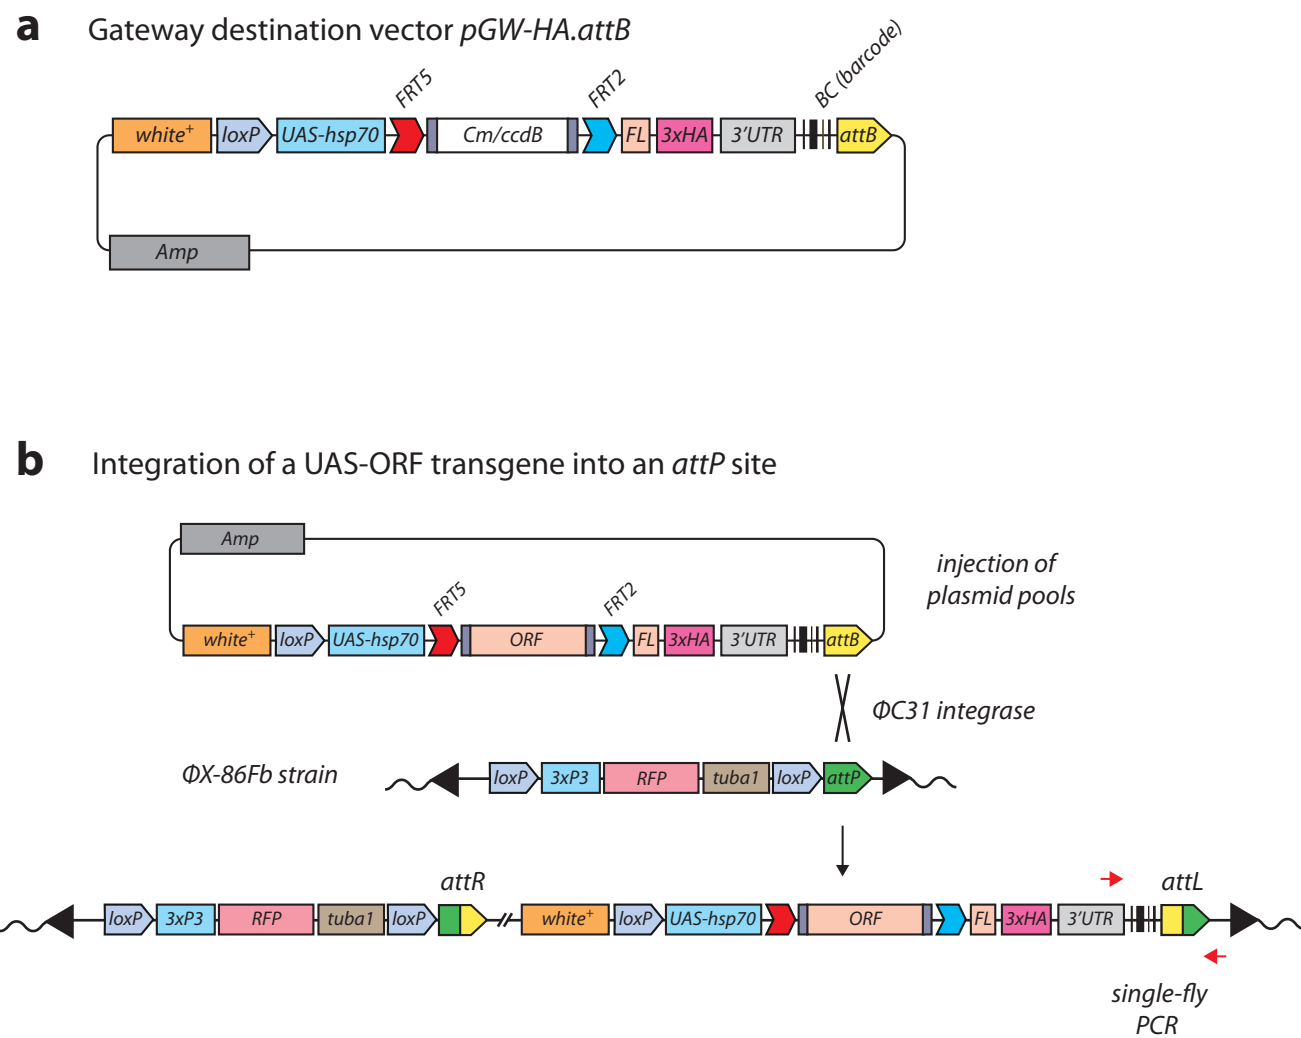 a Gateway destination vector pGW-HA.attB
FRT5 FRT2 BC (barcode)
white+ loxP UAS-hsp70 Cm/ccdB FL 3xHA 3’UTR attB
Amp
b Integration of a UAS-ORF transgene into an attP site
Amp
injection of
plasmid pools
FRT5 FRT2
white+ loxP UAS-hsp70 ORF FL 3xHA 3’UTR attB
ΦC31 integrase
ΦX-86Fb strain loxP 3xP3 RFP tuba1 loxP attP
attR attL
loxP 3xP3 RFP tuba1 loxP white+ loxP UAS-hsp70 ORF FL 3xHA 3’UTR
single-fly
PCR